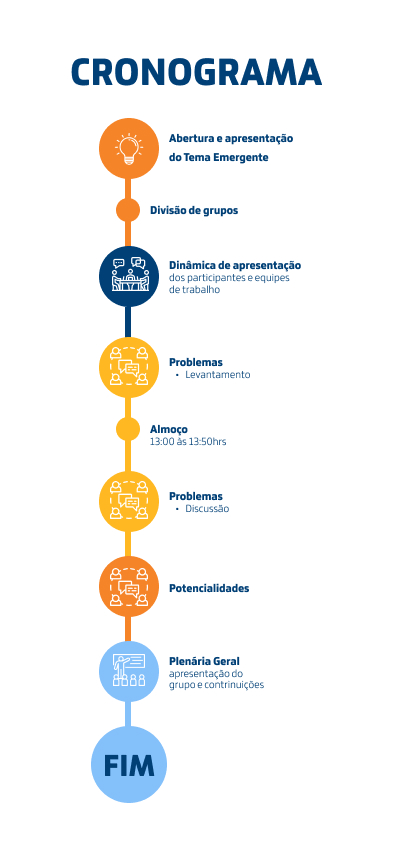 CRONOGRAMA
Abertura e apresentação
do Tema Emergente
Divisão de grupos
Dinâmica de apresentação
dos participantes e equipes
de trabalho
Problemas
• Levantamento
Almoço
13:00 às 13:50hrs
Problemas
• Discussão
Potencialidades
Plenária Geral
apresentação do
grupo e contrinuições
FIM